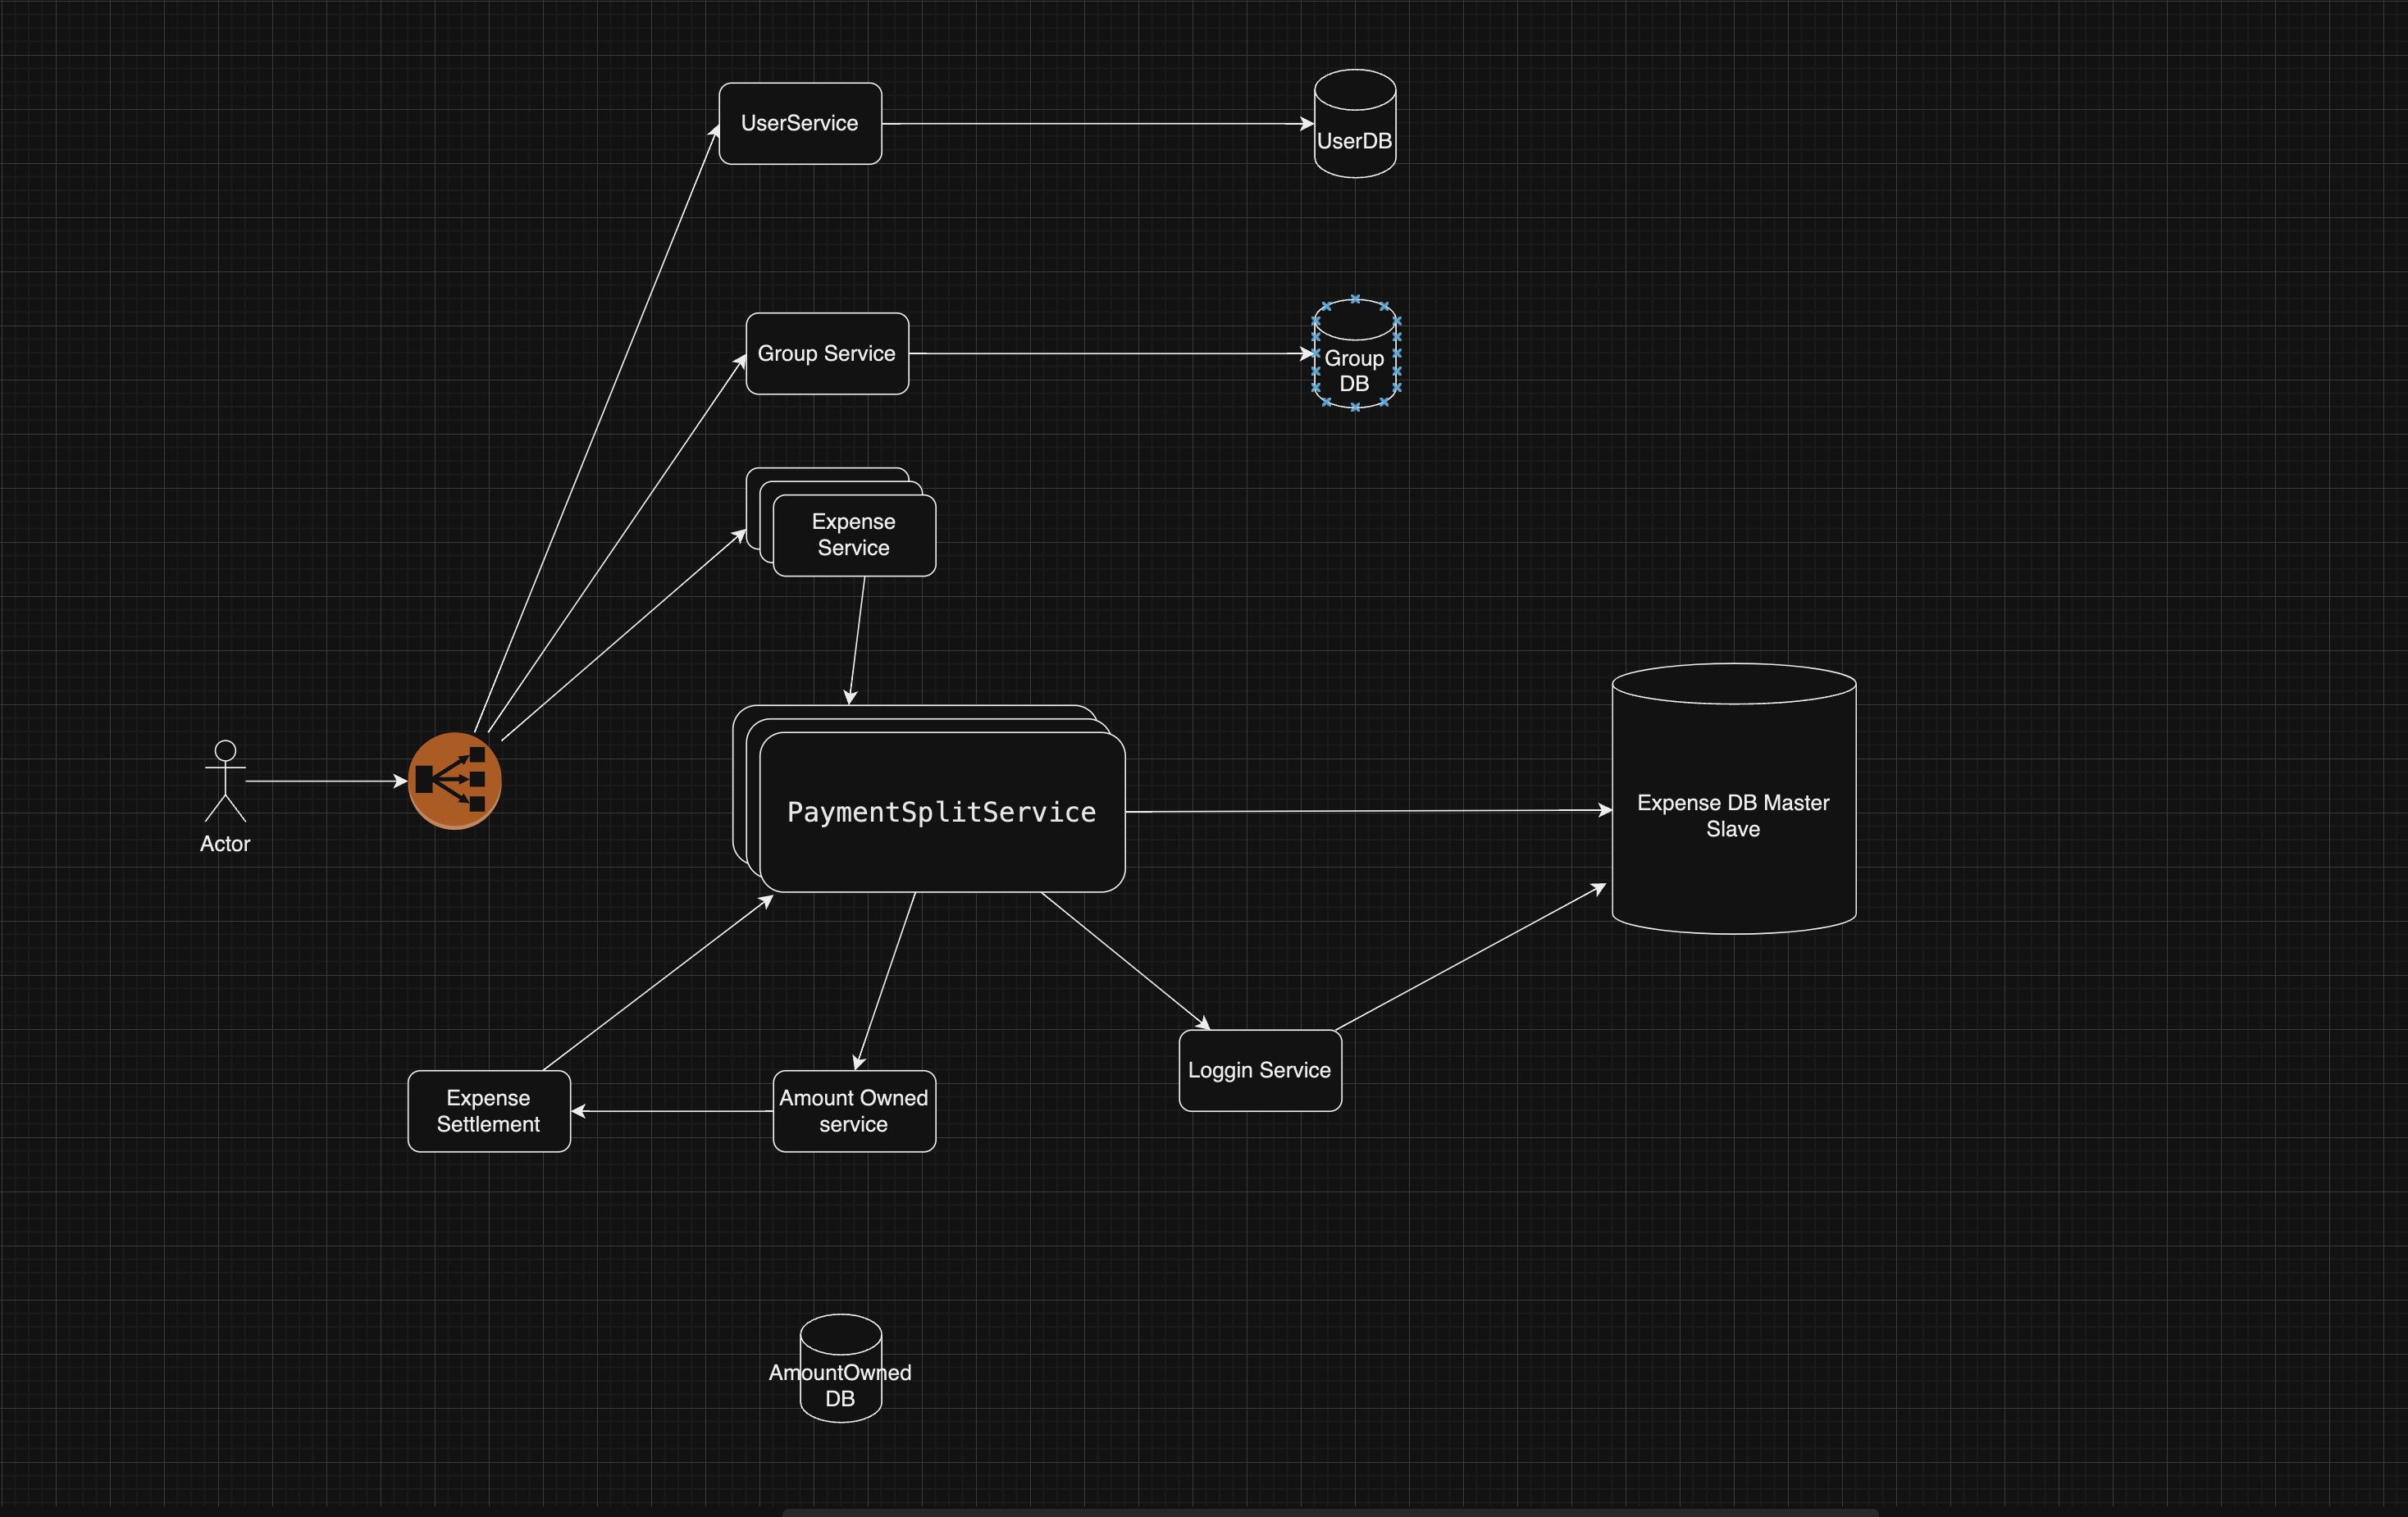 UserService
UserDB
Group Service
Group
DB
Expense
Service
Actor
PaymentSplitService
Expense DB Master
Slave
Expense
Settlement
Amount Owned
service
Loggin Service
AmountOwned
DB